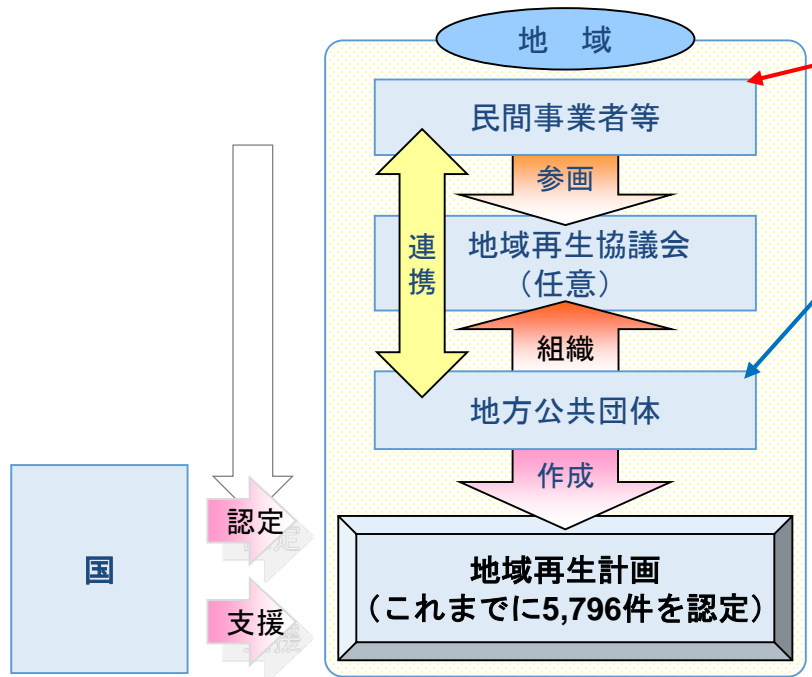 地　域
民間事業者等
参画
連携
地域再生協議会
（任意）
組織
地方公共団体
作成
国
認定
支援
地域再生計画
（これまでに5,796件を認定）